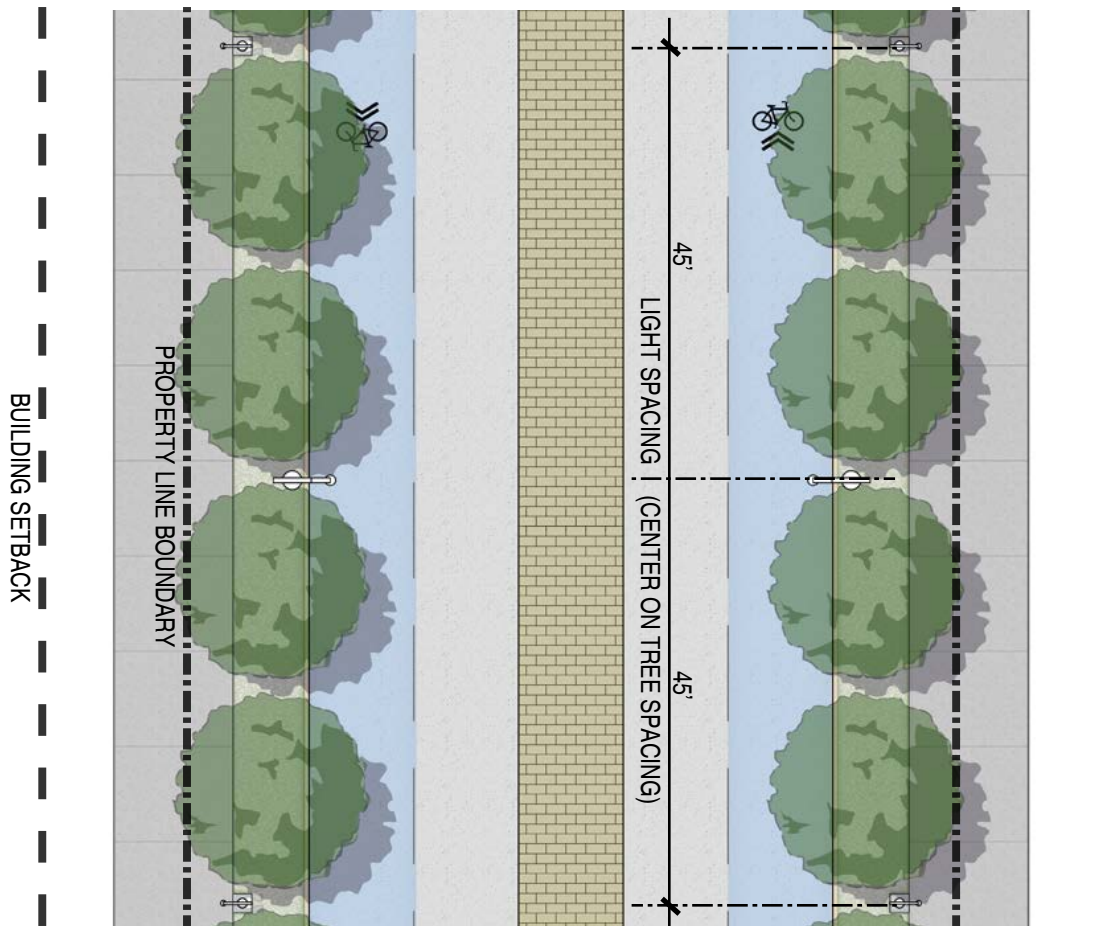 BUILDING SETBACK
PROPERTY LINE BOUNDARY
45'
LIGHT SPACING (CENTER ON TREE SPACING)
45'